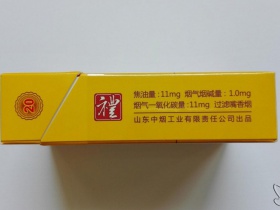 20
禮
焦油量：11mg 烟气烟碱量：1.0mg
烟气一氧化碳量：11mg 过滤嘴香烟
山东中烟工业有限责任公司出品